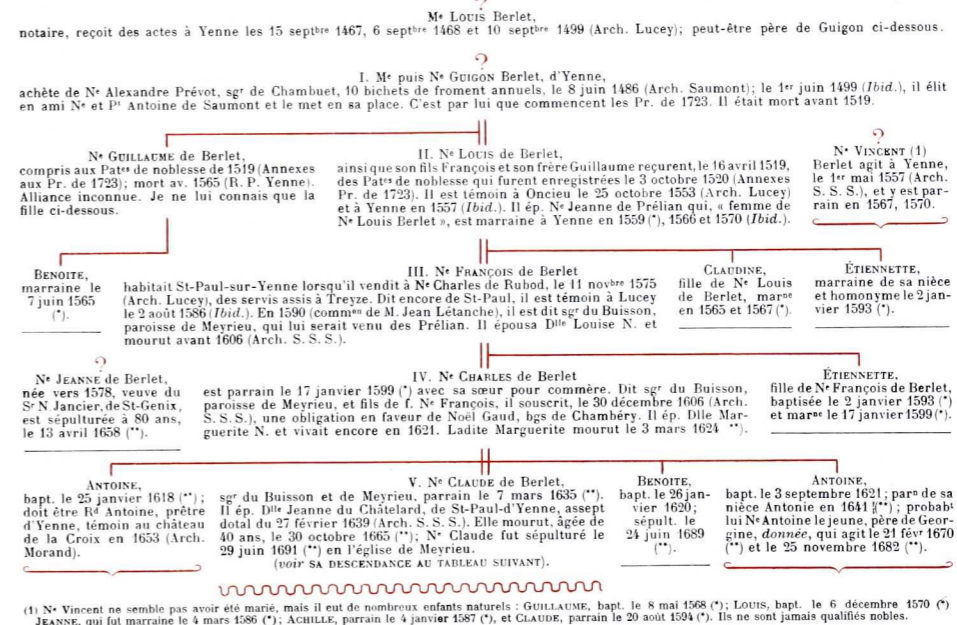 ?
Mᵉ LOUIS Berlet,
notaire, reçoit des actes à Yenne les 15 septᵇʳᵉ 1467, 6 septᵇʳᵉ 1468 et 10 septᵇʳᵉ 1499 (Arch. Lucey); peut-être père de Guigon ci-dessous.
?
I. Mᵉ puis Nᵉ GUIGON Berlet, d'Yenne,
achète de Nᵉ Alexandre Prévot, sgʳ de Chambuet, 10 bichets de froment annuels, le 8 juin 1486 (Arch. Saumont); le 1ᵉʳ juin 1499 (Ibid.), il élit
en ami Nᵉ et Pᵗ Antoine de Saumont et le met en sa place. C'est par lui que commencent les Pr. de 1723. Il était mort avant 1519.
Nᵉ GUILLAUME de Berlet,
compris aux Patᵉˢ de noblesse de 1519 (Annexes
aux Pr. de 1723); mort av. 1565 (R. P. Yenne).
Alliance inconnue. Je ne lui connais que la
fille ci-dessous.
II. Nᵉ LOUIS de Berlet,
ainsi que son fils François et son frère Guillaume reçurent, le 16 avril 1519,
des Patᵉˢ de noblesse qui furent enregistrées le 3 octobre 1520 (Annexes
Pr. de 1723). Il est témoin à Oncieu le 25 octobre 1553 (Arch. Lucey)
et à Yenne en 1557 (Ibid.). Il ép. Nᵉ Jeanne de Prélian qui, « femme de
Nᵉ Louis Berlet », est marraine à Yenne en 1559 (*), 1566 et 1570 (Ibid.).
?
Nᵉ VINCENT (1)
Berlet agit à Yenne,
le 1ᵉʳ mai 1557 (Arch.
S. S. S.), et y est par-
rain en 1567, 1570.
BENOITE,
marraine le
7 juin 1565
(*).
III. Nᵉ FRANÇOIS de Berlet
habitait St-Paul-sur-Yenne lorsqu'il vendit à Nᵉ Charles de Rubod, le 11 novᵇʳᵉ 1575
(Arch. Lucey), des servis assis à Treyze. Dit encore de St-Paul, il est témoin à Lucey
le 2 août 1586 (Ibid.). En 1590 (commᵒⁿ de M. Jean Létanche), il est dit sgʳ du Buisson,
paroisse de Meyrieu, qui lui serait venu des Prélian. Il épousa Dˡˡᵉ Louise N. et
mourut avant 1606 (Arch. S. S. S.).
CLAUDINE,
fille de Nᵉ Louis
de Berlet, marⁿᵉ
en 1565 et 1567 (*).
ÉTIENNETTE,
marraine de sa nièce
et homonyme le 2 jan-
vier 1593 (*).
?
Nᵉ JEANNE de Berlet,
née vers 1578, veuve du
Sʳ N. Jancier, de St-Genix,
est sépulturée à 80 ans,
le 13 avril 1658 (**).
IV. Nᵉ CHARLES de Berlet
est parrain le 17 janvier 1599 (*) avec sa sœur pour commère. Dit sgʳ du Buisson,
paroisse de Meyrieu, et fils de f. Nᵉ François, il souscrit, le 30 décembre 1606 (Arch.
S. S. S.), une obligation en faveur de Noël Gaud, bgs de Chambéry. Il ép. Dlle Mar-
guerite N. et vivait encore en 1621. Ladite Marguerite mourut le 3 mars 1624 **).
ÉTIENNETTE,
fille de Nᵉ François de Berlet,
baptisée le 2 janvier 1593 (*)
et marⁿᵉ le 17 janvier 1599 (*).
ANTOINE,
bapt. le 25 janvier 1618 (**);
doit être Rᵈ Antoine, prêtre
d'Yenne, témoin au château
de la Croix en 1653 (Arch.
Morand).
V. Nᵉ CLAUDE de Berlet,
sgʳ du Buisson et de Meyrieu, parrain le 7 mars 1635 (**).
Il ép. Dˡˡᵉ Jeanne du Châtelard, de St-Paul-d'Yenne, assept
dotal du 27 février 1639 (Arch. S. S. S.). Elle mourut, âgée de
40 ans, le 30 octobre 1665 (**); Nᵉ Claude fut sépulturé le
29 juin 1691 (**) en l'église de Meyrieu.
(voir SA DESCENDANCE AU TABLEAU SUIVANT).
BENOITE,
bapt. le 26 jan-
vier 1620;
sépult. le
24 juin 1689
(**).
ANTOINE,
bapt. le 3 septembre 1621; parⁿ de sa
nièce Antonie en 1641 (**); probabᵗ
lui Nᵉ Antoine le jeune, père de Geor-
gine, donnée, qui agit le 21 févʳ 1670
(**) et le 25 novembre 1682 (**).
(1) Nᵉ Vincent ne semble pas avoir été marié, mais il eut de nombreux enfants naturels : GUILLAUME, bapt. le 8 mai 1568 (*); LOUIS, bapt. le 6 décembre 1570 (*)
JEANNE, qui fut marraine le 4 mars 1586 (*); ACHILLE, parrain le 4 janvier 1587 (*), et CLAUDE, parrain le 20 août 1594 (*). Ils ne sont jamais qualifiés nobles.